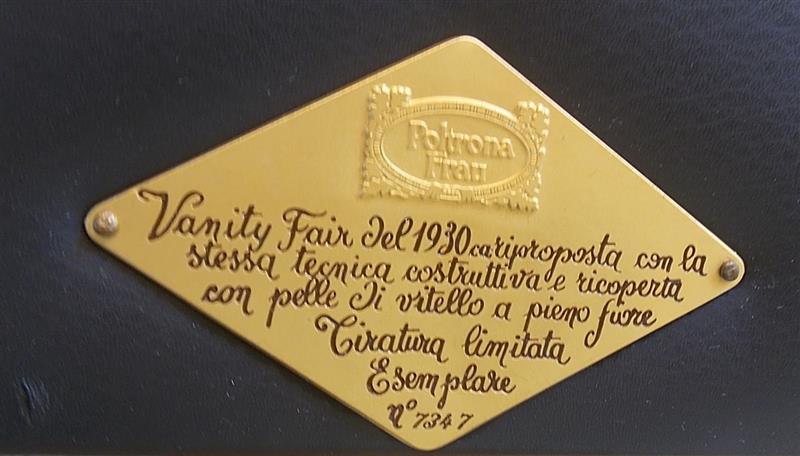 Poltrona
Frau
Vanity Fair del 1930 ca riproposta con la
stessa tecnica costruttiva e ricoperta
con pelle di vitello a pieno fiore
Tiratura limitata
Esemplare
n° 7347